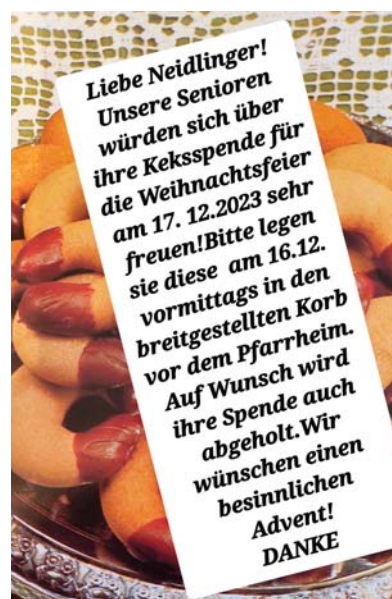 Liebe Neidlinger!
Unsere Senioren
würden sich über
ihre Keksspende für
die Weihnachtsfeier
am 17. 12.2023 sehr
freuen!Bitte legen
sie diese am 16.12.
vormittags in den
breitgestellten Korb
vor dem Pfarrheim.
Auf Wunsch wird
ihre Spende auch
abgeholt.Wir
wünschen einen
besinnlichen
Advent!
DANKE